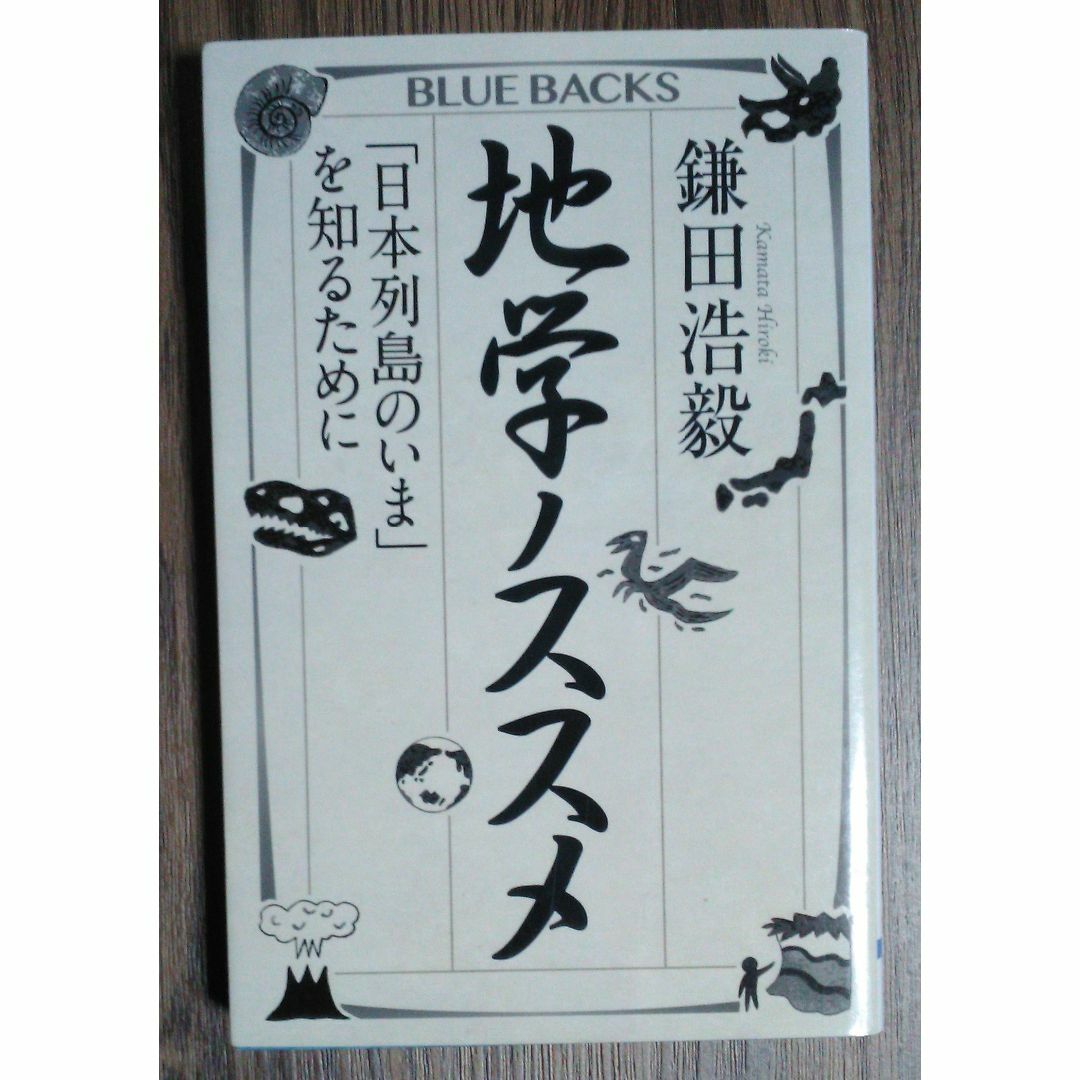 BLUE BACKS
鎌田浩毅
Kamata Hiroki
地学ノススメ
「日本列島のいま」
を知るために